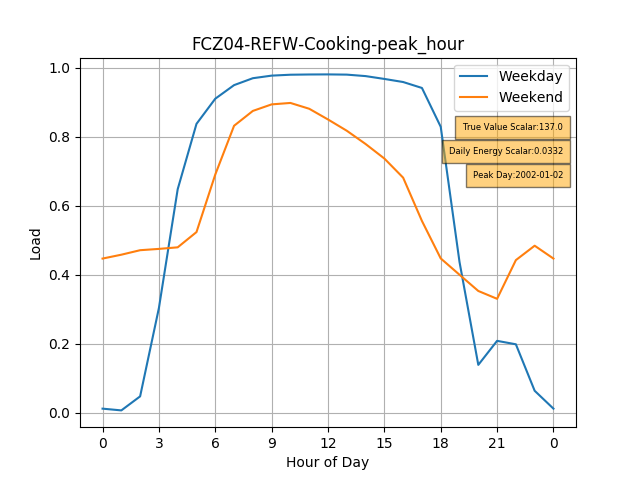 FCZ04-REFW-Cooking-peak_hour
Weekday
Weekend
True Value Scalar:137.0
Daily Energy Scalar:0.0332
Peak Day:2002-01-02
Load
1.0
0.8
0.6
0.4
0.2
0.0
0 3 6 9 12 15 18 21 0
Hour of Day